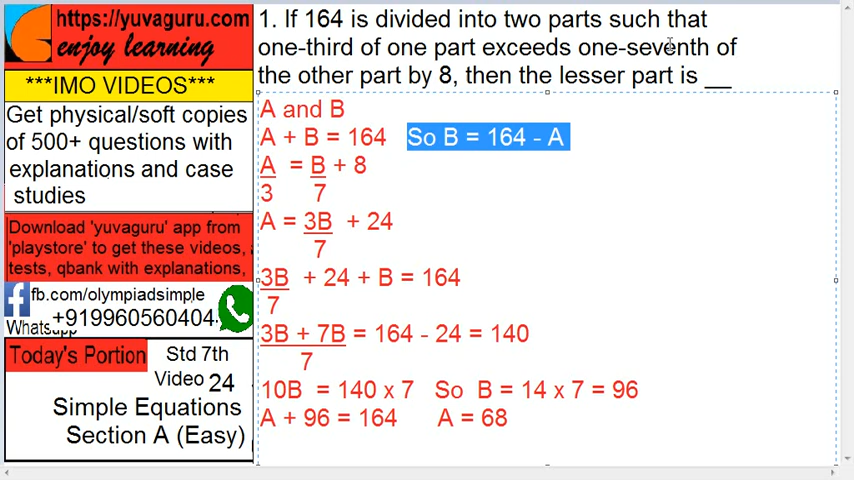 https://yuvaguru.com
enjoy learning
***IMO VIDEOS***
Get physical/soft copies
of 500+ questions with
explanations and case
studies
Download 'yuvaguru' app from
'playstore' to get these videos,
tests, qbank with explanations,
fb.com/olympiadsimple
+919960560404
Whatsapp
Today's Portion
Std 7th
Video 24
Simple Equations
Section A (Easy)
1. If 164 is divided into two parts such that
one-third of one part exceeds one-seventh of
the other part by 8, then the lesser part is __
A and B
A + B = 164 So B = 164 - A
A = B + 8
3 7
A = 3B + 24
7
3B + 24 + B = 164
7
3B + 7B = 164 - 24 = 140
7
10B = 140 x 7 So B = 14 x 7 = 96
A + 96 = 164 A = 68